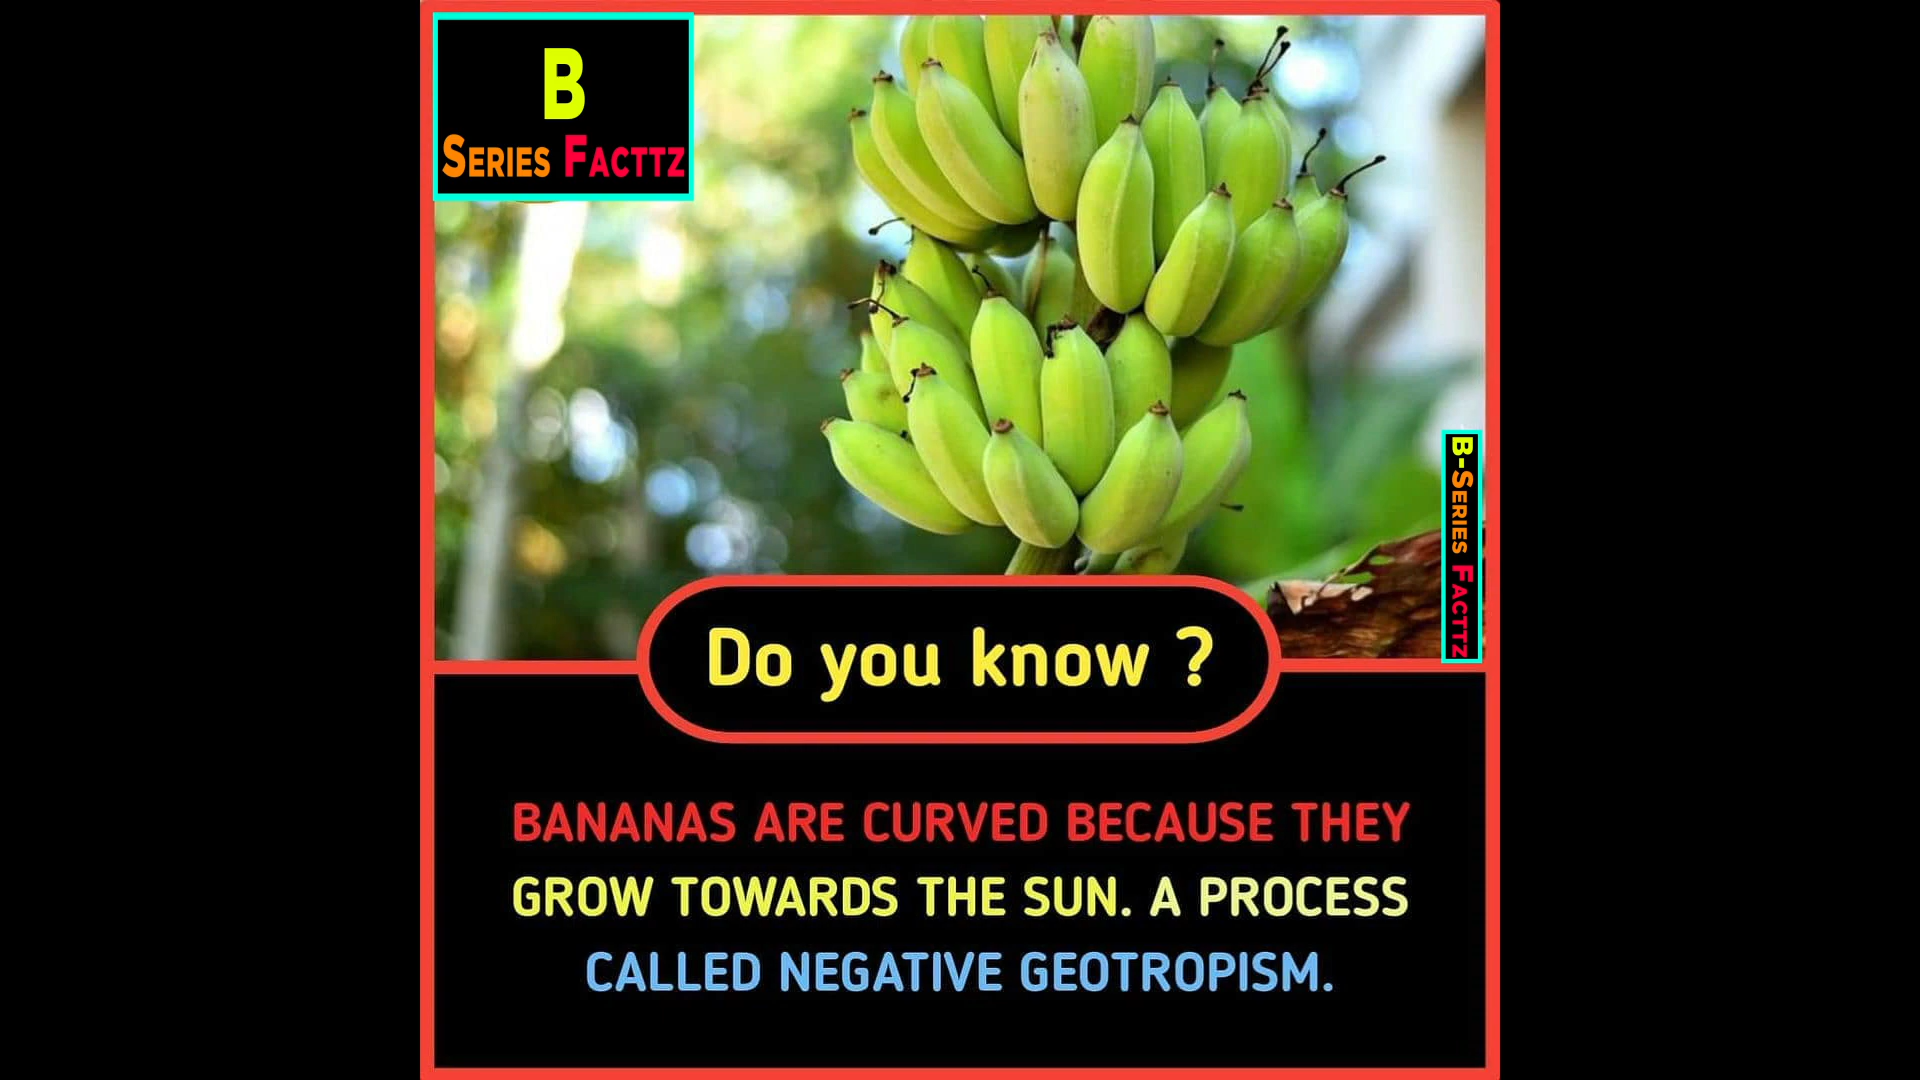 B
SERIES FACTTZ
B-SERIES FACTTZ
Do you know ?
BANANAS ARE CURVED BECAUSE THEY
GROW TOWARDS THE SUN. A PROCESS
CALLED NEGATIVE GEOTROPISM.